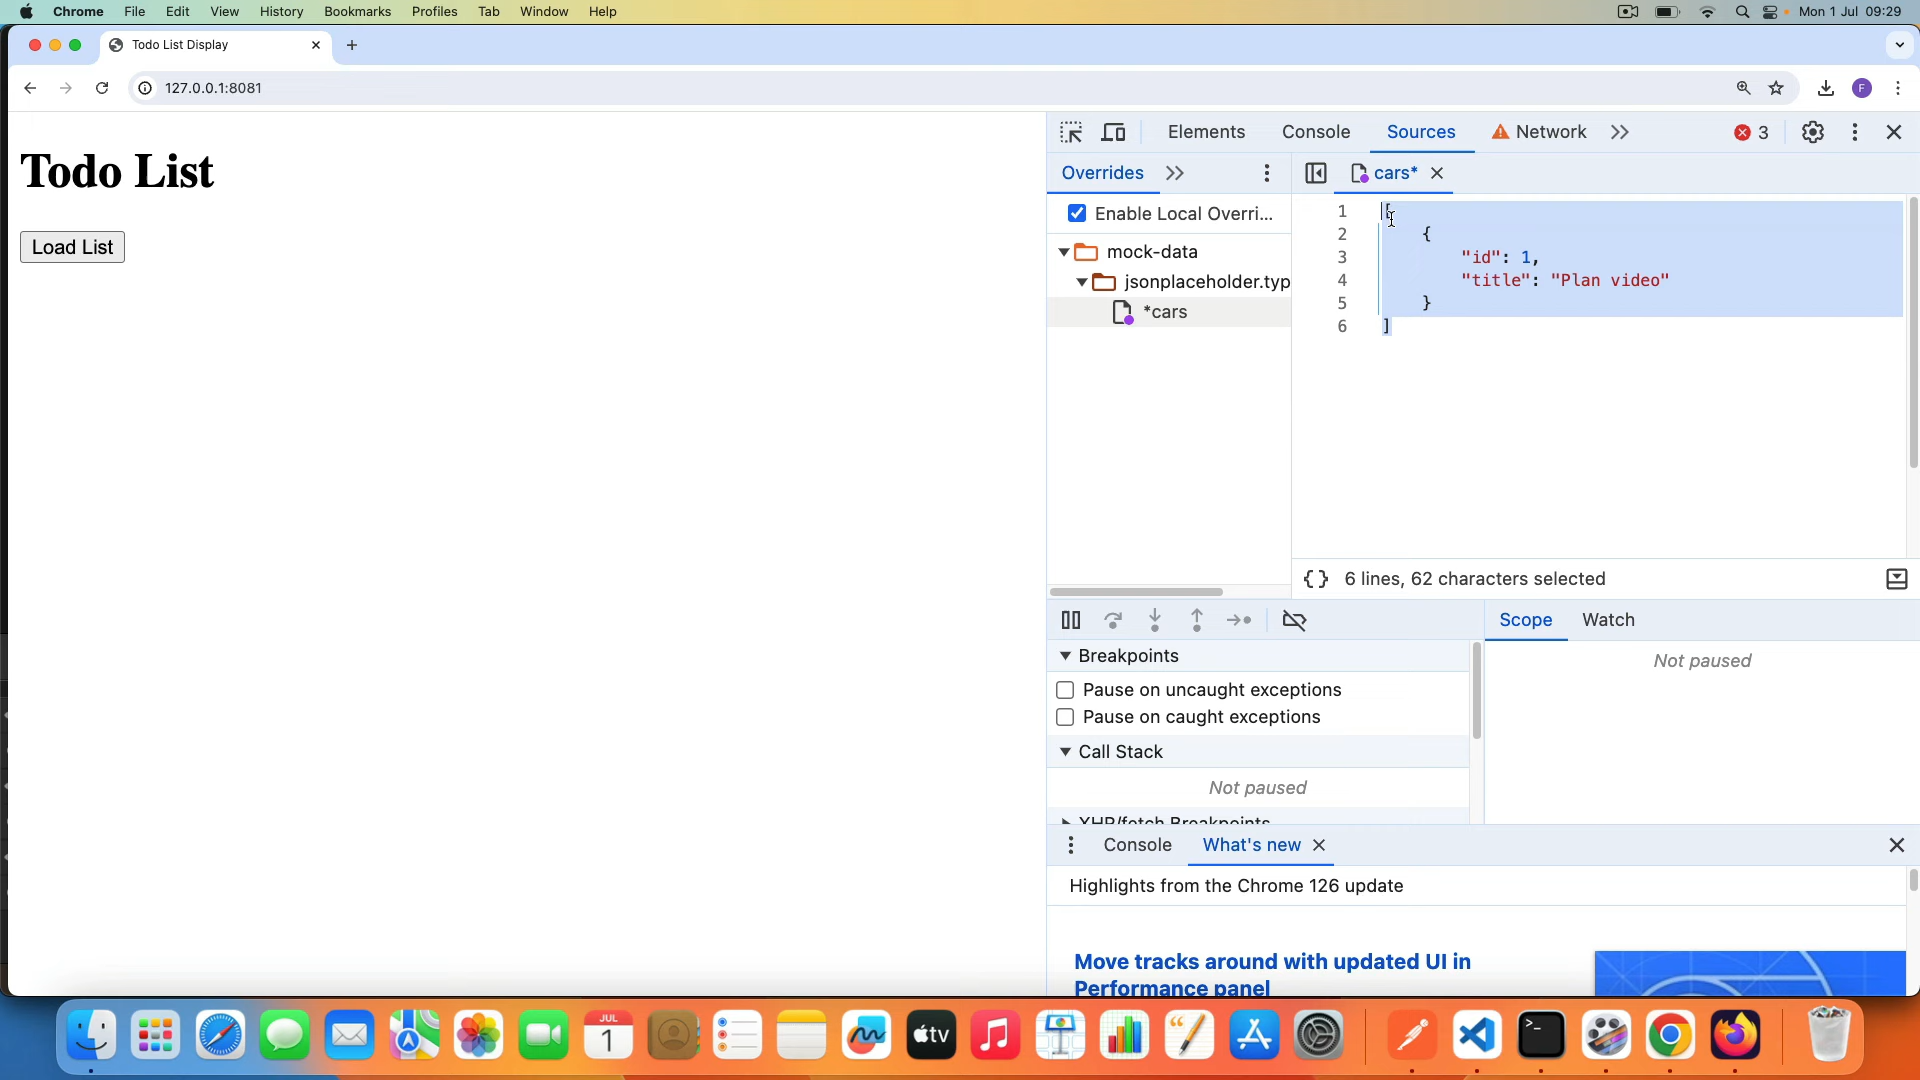 Chrome File Edit View History Bookmarks Profiles Tab Window Help Mon 1 Jul 09:29
Todo List Display
127.0.0.1:8081 F
Todo List
Load List
Elements Console Sources Network 3
Overrides cars*
Enable Local Overri...
mock-data
jsonplaceholder.typ
*cars
1 [
2 {
3 "id": 1,
4 "title": "Plan video"
5 }
6 ]
{} 6 lines, 62 characters selected
Scope Watch
Breakpoints
Not paused
Pause on uncaught exceptions
Pause on caught exceptions
Call Stack
Not paused
XHR/fetch Breakpoints
Console What's new
Highlights from the Chrome 126 update
Move tracks around with updated UI in
Performance panel
JUL
1
tv
>_